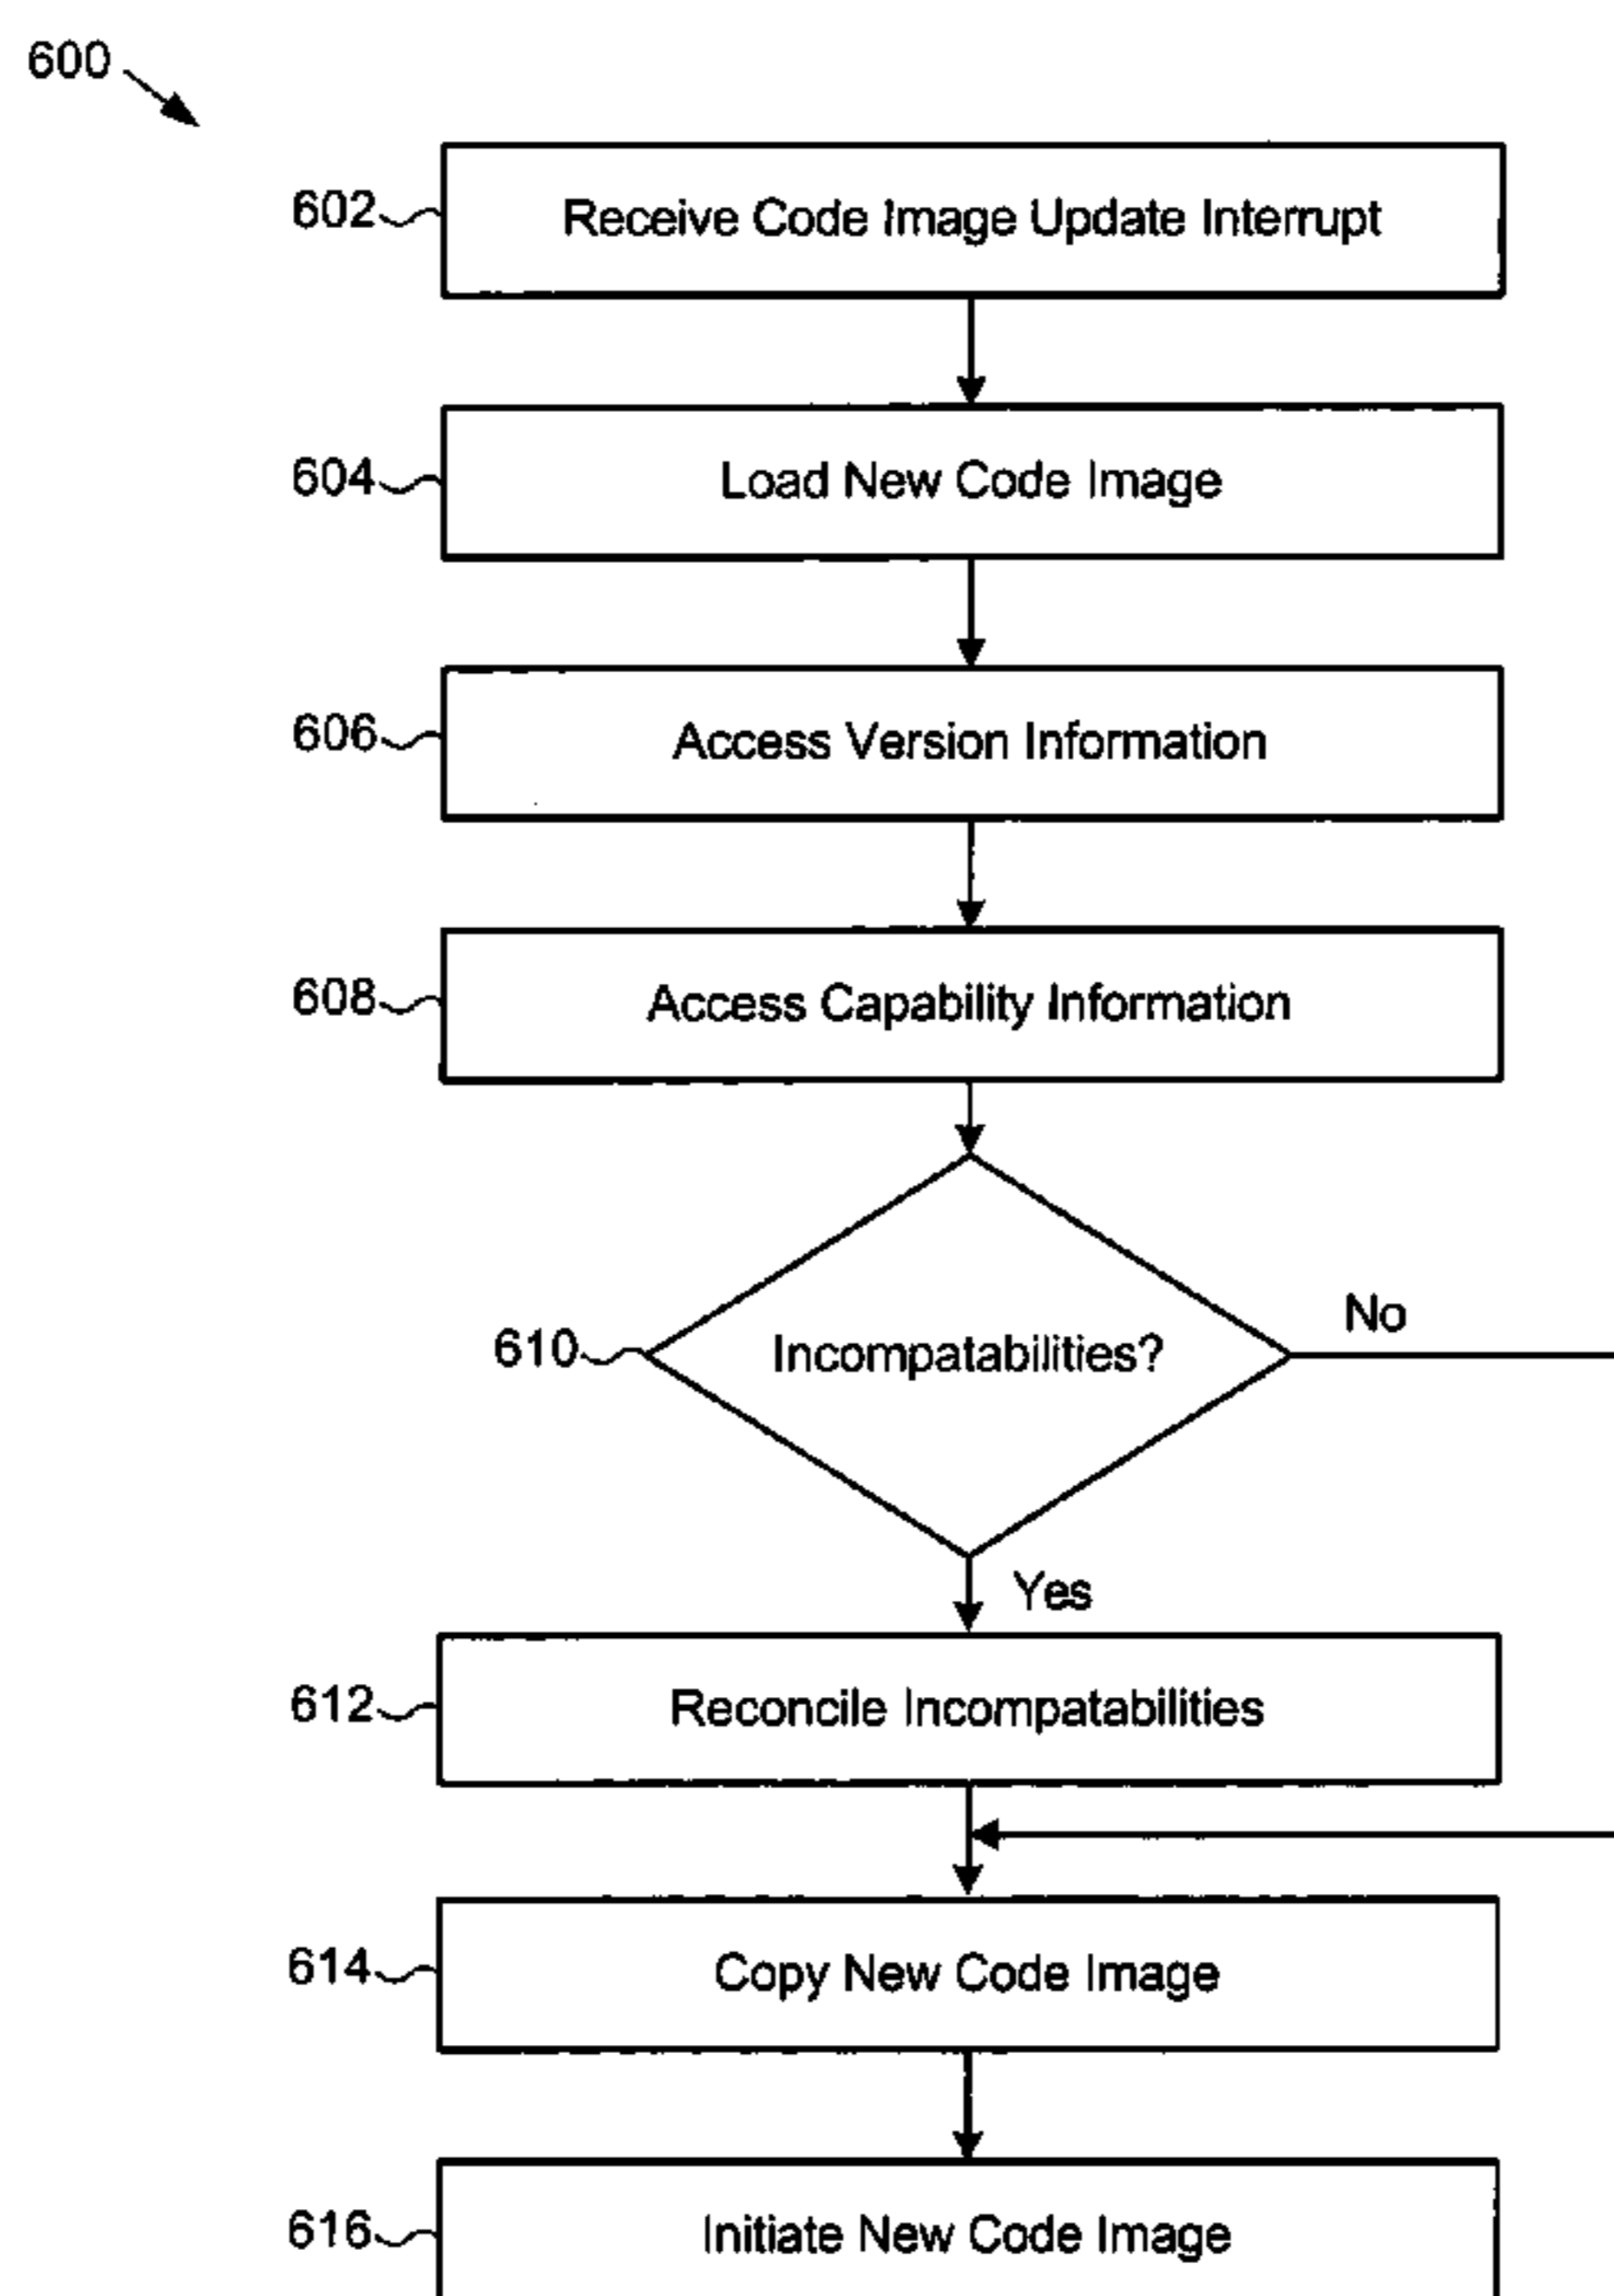 600
602 Receive Code Image Update Interrupt
604 Load New Code Image
606 Access Version Information
608 Access Capability Information
610 Incompatabilities?
No
Yes
612 Reconcile Incompatabilities
614 Copy New Code Image
616 Initiate New Code Image